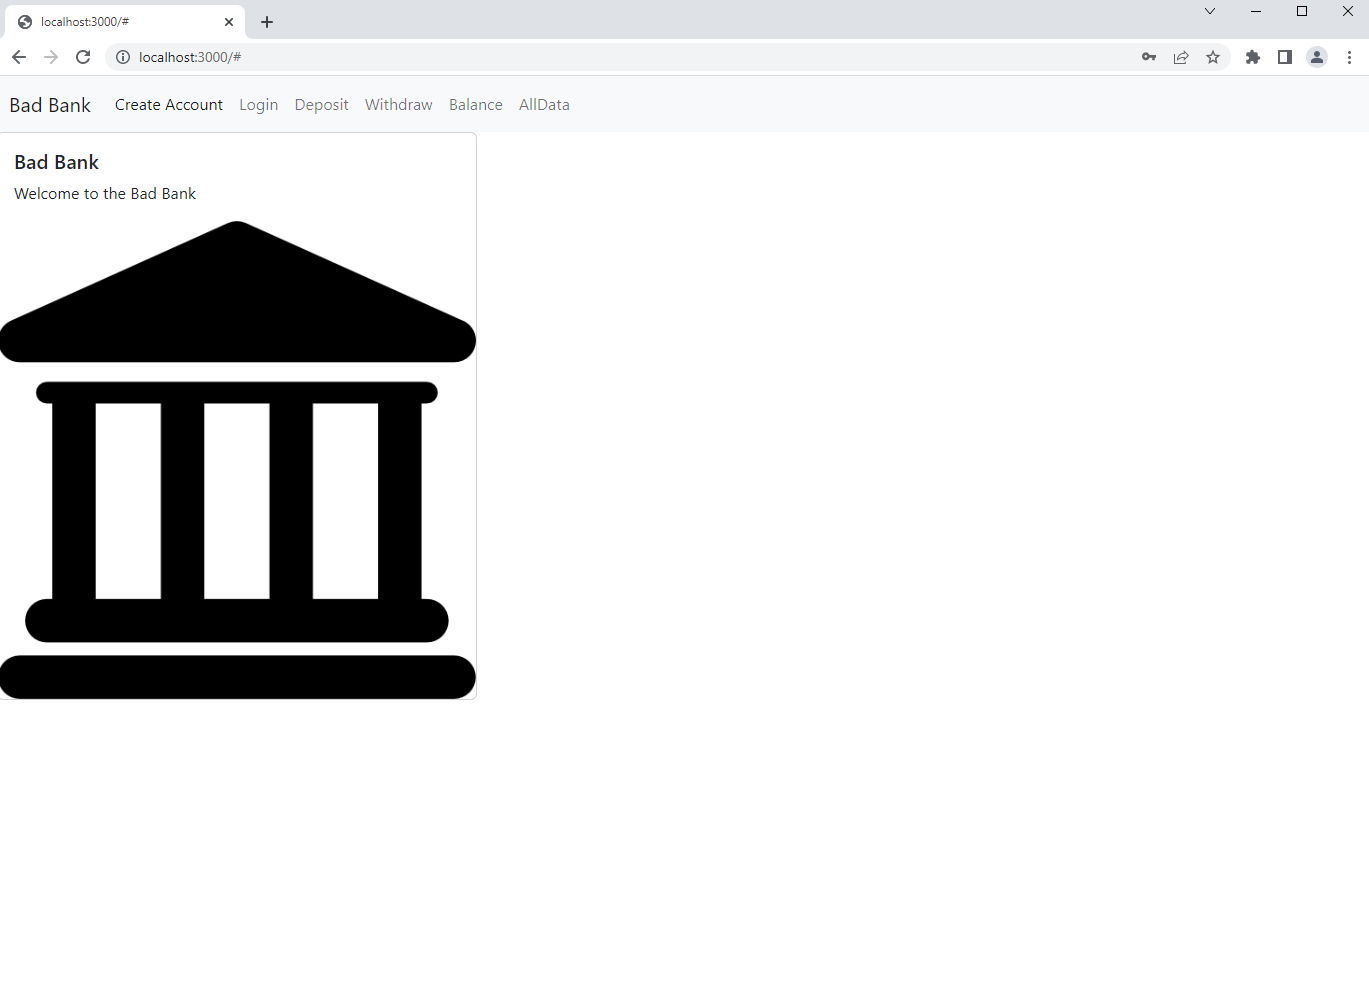 localhost:3000/#
localhost:3000/#
Bad Bank Create Account Login Deposit Withdraw Balance AllData
Bad Bank
Welcome to the Bad Bank